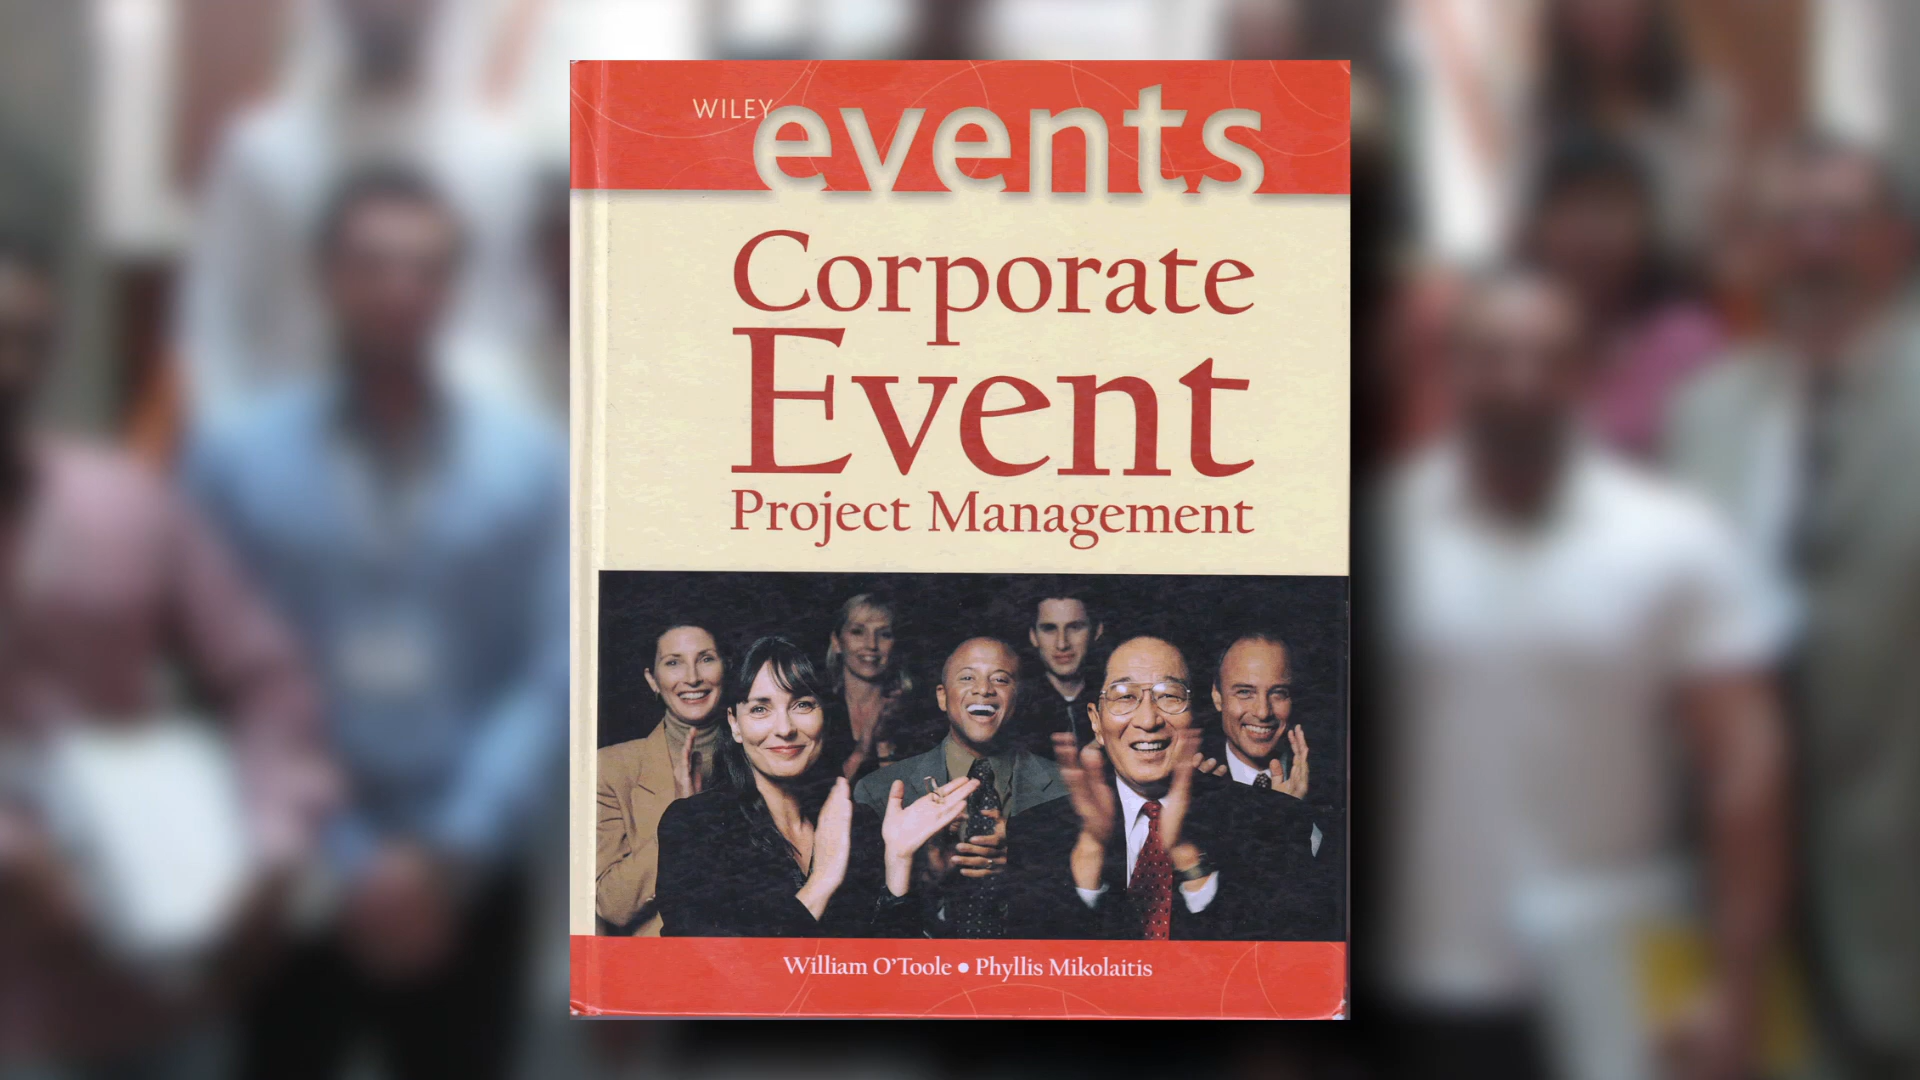 WILEY
events
Corporate
Event
Project Management
William O'Toole • Phyllis Mikolaitis